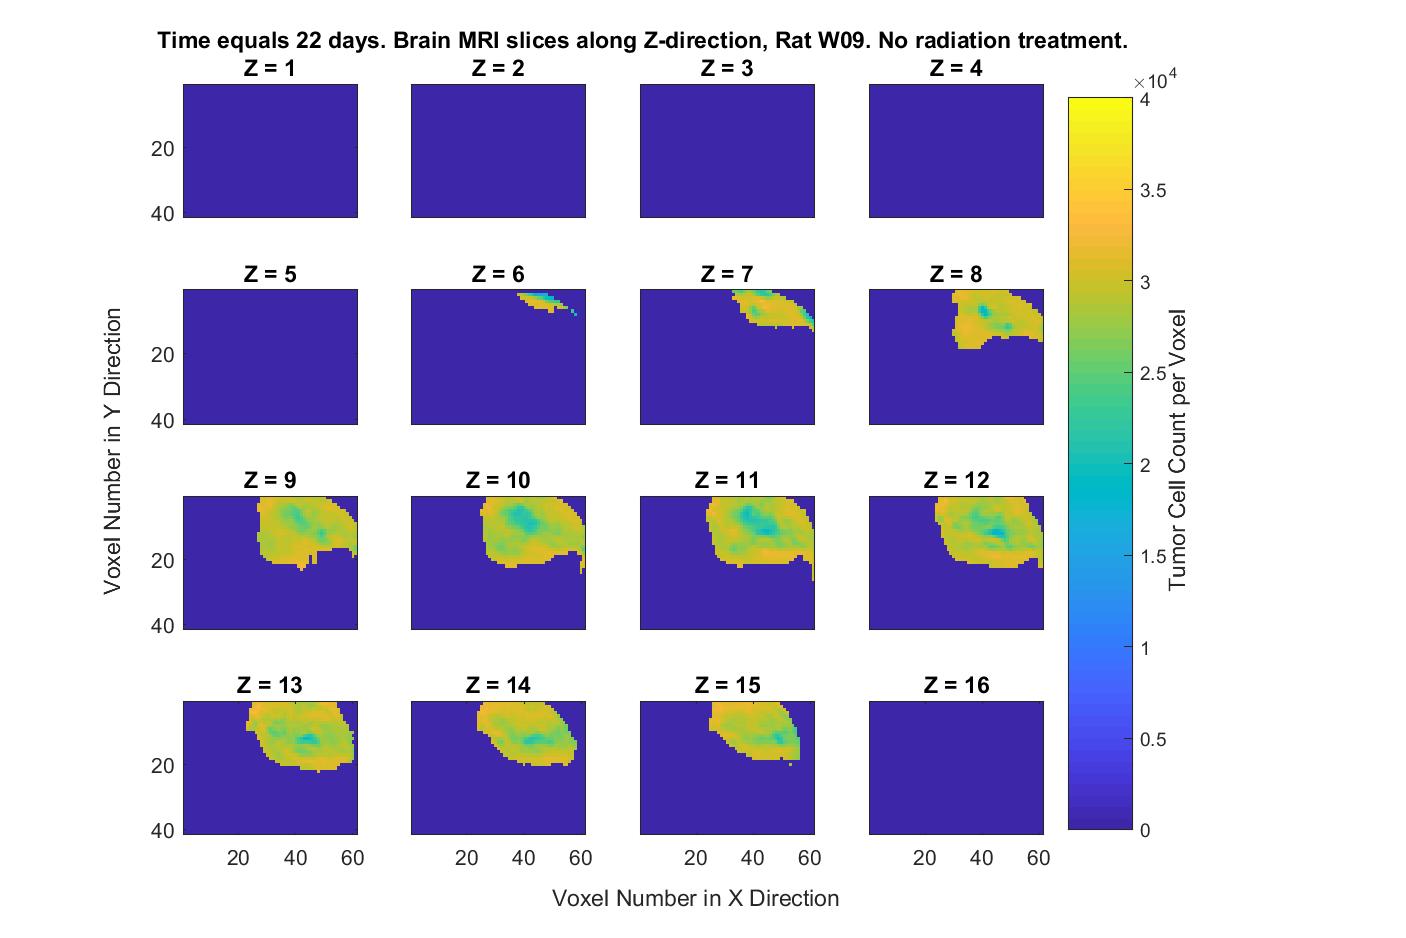 Time equals 22 days. Brain MRI slices along Z-direction, Rat W09. No radiation treatment.
Z = 1 Z = 2 Z = 3 Z = 4
×10^4
4
20
40
3.5
Z = 5 Z = 6 Z = 7 Z = 8
3
20
40
2.5
Z = 9 Z = 10 Z = 11 Z = 12
2
20
40
1.5
Z = 13 Z = 14 Z = 15 Z = 16
1
20
40
0.5
0
20 40 60 20 40 60 20 40 60 20 40 60
Voxel Number in X Direction
Voxel Number in Y Direction
Tumor Cell Count per Voxel